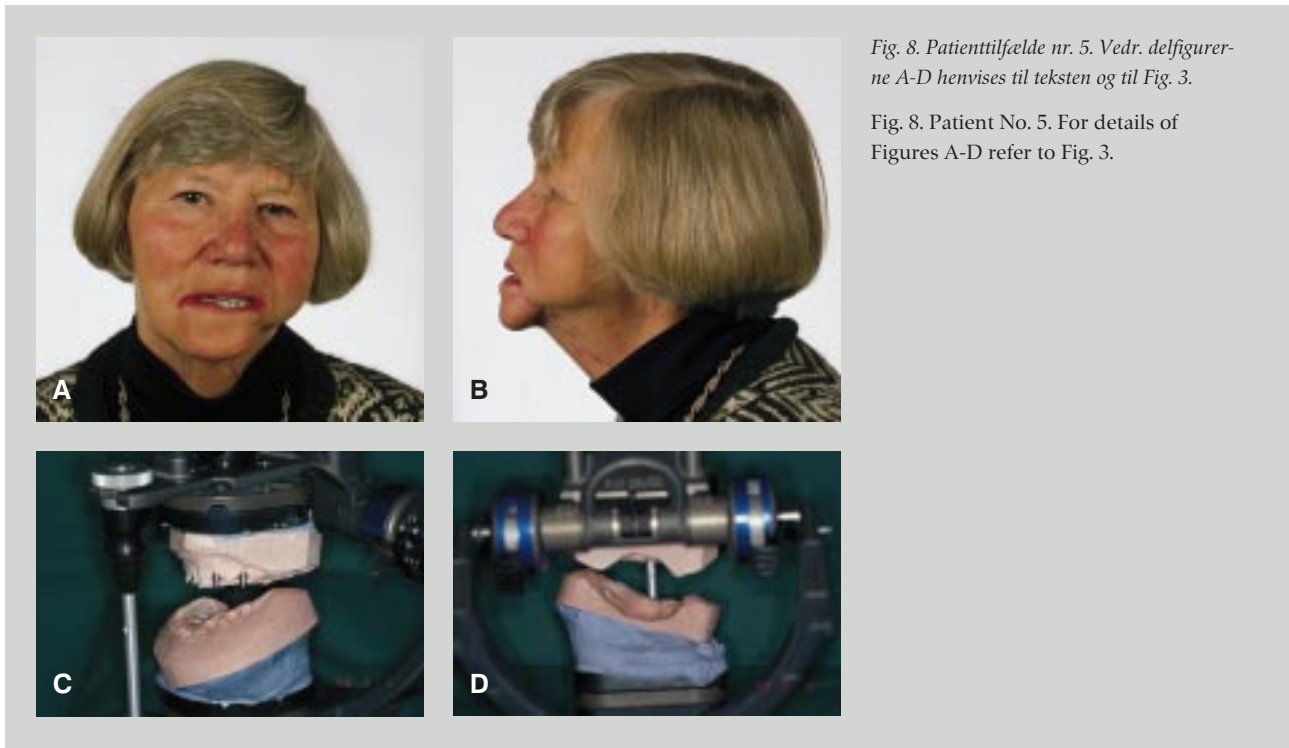 Fig. 8. Patienttilfælde nr. 5. Vedr. delfigurer-
ne A-D henvises til teksten og til Fig. 3.
Fig. 8. Patient No. 5. For details of
Figures A-D refer to Fig. 3.
A
B
C
D